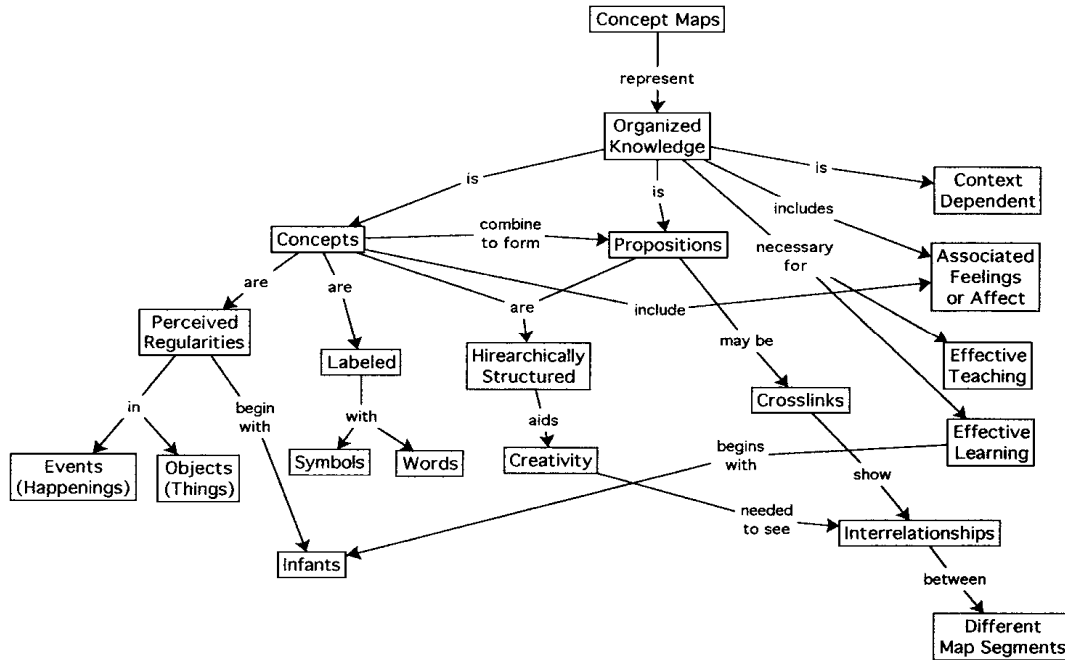 Concept Maps
represent
Organized
Knowledge
is
is
is
Context
Dependent
includes
combine
to form
Concepts
Propositions
necessary
for
Associated
Feelings
or Affect
are
are
are
include
Perceived
Regularities
may be
Labeled
Hirearchically
Structured
Effective
Teaching
Crosslinks
in
begin
with
with
aids
begins
with
Effective
Learning
Events
(Happenings)
Objects
(Things)
Symbols
Words
Creativity
show
needed
to see
Interrelationships
Infants
between
Different
Map Segments